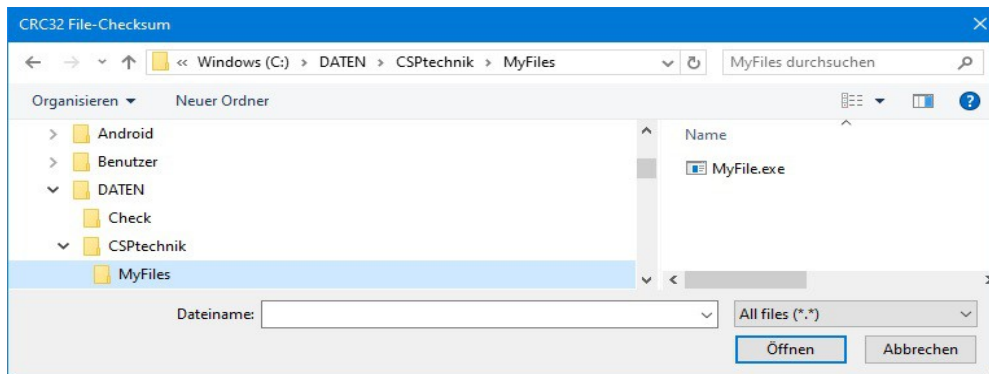 CRC32 File-Checksum
« Windows (C:) › DATEN › CSPtechnik › MyFiles
MyFiles durchsuchen
Organisieren Neuer Ordner
Android
Benutzer
DATEN
Check
CSPtechnik
MyFiles
Name
MyFile.exe
Dateiname:
All files (*.*)
Öffnen Abbrechen